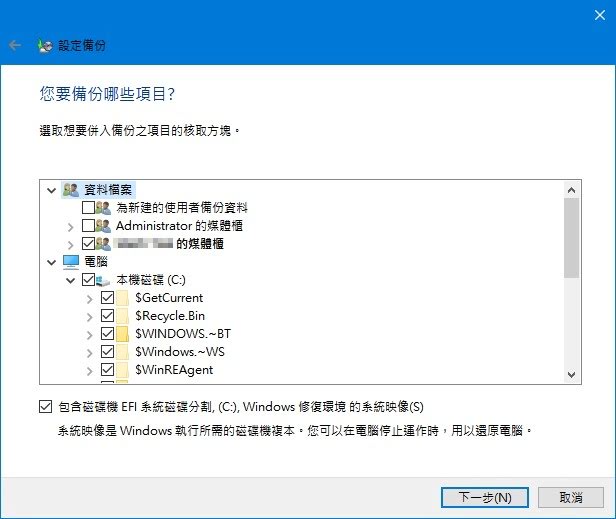 設定備份
您要備份哪些項目?
選取想要併入備份之項目的核取方塊。
資料檔案
為新建的使用者備份資料
Administrator 的媒體櫃
的媒體櫃
電腦
本機磁碟 (C:)
$GetCurrent
$Recycle.Bin
$WINDOWS.~BT
$Windows.~WS
$WinREAgent
包含磁碟機 EFI 系統磁碟分割, (C:), Windows 修復環境 的系統映像(S)
系統映像是 Windows 執行所需的磁碟機複本。您可以在電腦停止運作時，用以還原電腦。
下一步(N)
取消